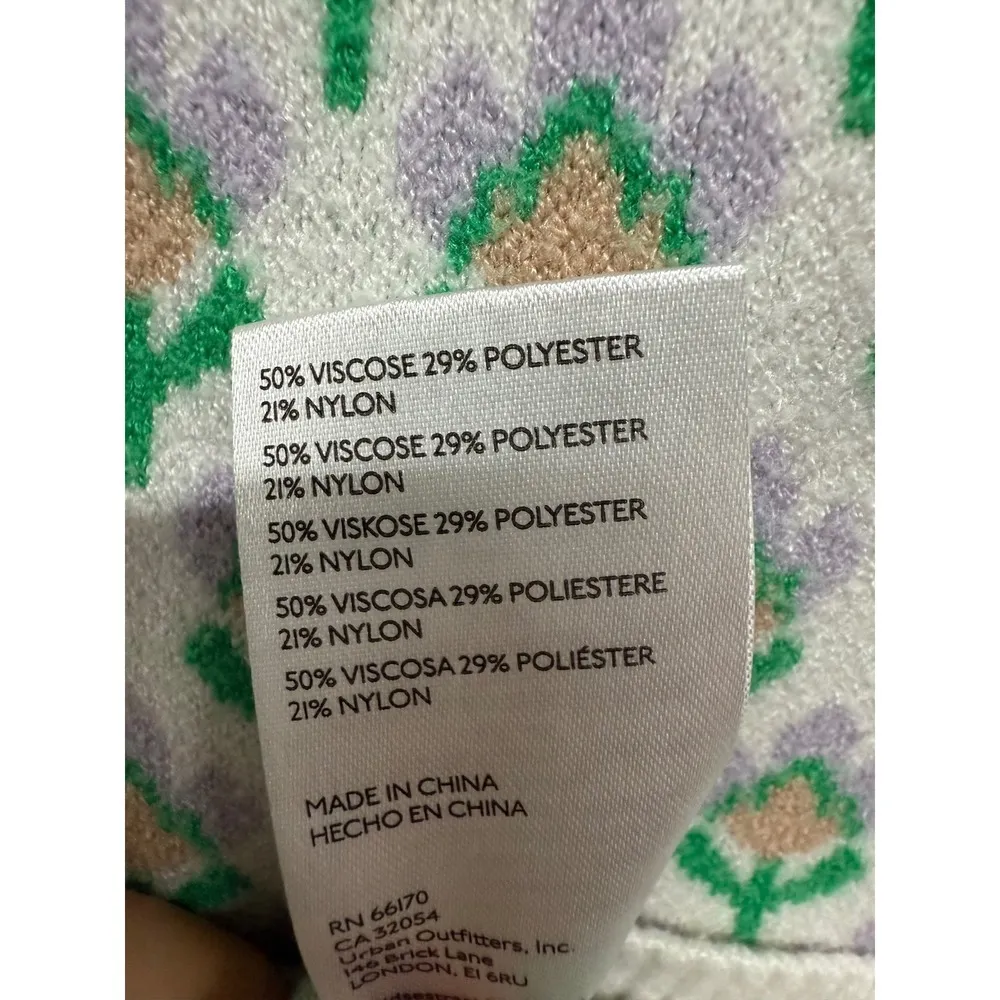 50% VISCOSE 29% POLYESTER
21% NYLON
50% VISCOSE 29% POLYESTER
21% NYLON
50% VISKOSE 29% POLYESTER
21% NYLON
50% VISCOSA 29% POLIESTERE
21% NYLON
50% VISCOSA 29% POLIÉSTER
21% NYLON
MADE IN CHINA
HECHO EN CHINA
RN 66170
CA 32054
Urban Outfitters, Inc.
146 Brick Lane
LONDON, E1 6RU